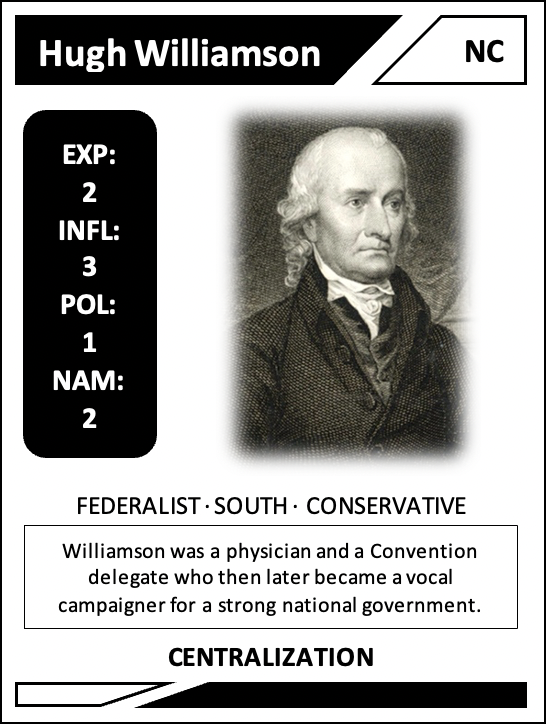 Hugh Williamson
NC
EXP:
2
INFL:
3
POL:
1
NAM:
2
FEDERALIST · SOUTH · CONSERVATIVE
Williamson was a physician and a Convention
delegate who then later became a vocal
campaigner for a strong national government.
CENTRALIZATION